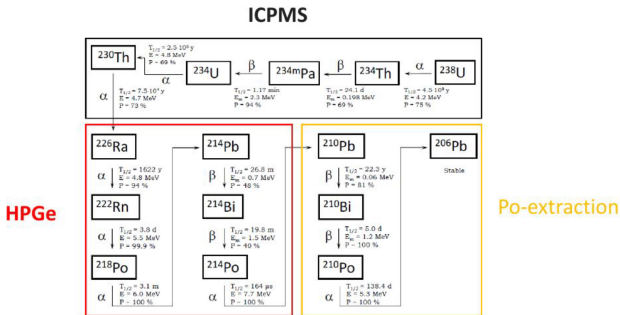 ICPMS
T1/2 = 2.5 10⁵ y
E = 4.8 MeV
P ~ 69 %
²³⁰Th
α
²³⁴U
β
²³⁴ᵐPa
β
²³⁴Th
α
²³⁸U
α
T1/2 = 7.5 10⁴ y
E = 4.7 MeV
P ~ 73 %
T1/2 = 1.17 min
Em = 2.3 MeV
P ~ 94 %
T1/2 = 24.1 d
Em = 0.198 MeV
P ~ 69 %
T1/2 = 4.5 10⁹ y
E = 4.2 MeV
P ~ 75 %
²²⁶Ra
²¹⁴Pb
²¹⁰Pb
²⁰⁶Pb
Stable
α
T1/2 = 1622 y
E = 4.8 MeV
P = 94 %
β
T1/2 = 26.8 m
Em = 0.7 MeV
P = 48 %
β
T1/2 = 22.3 y
Em = 0.06 MeV
P = 81 %
HPGe
²²²Rn
²¹⁴Bi
²¹⁰Bi
Po-extraction
α
T1/2 = 3.8 d
E = 5.5 MeV
P = 99.9 %
β
T1/2 = 19.8 m
Em = 1.5 MeV
P = 40 %
β
T1/2 = 5.0 d
Em = 1.2 MeV
P ~ 100 %
²¹⁸Po
²¹⁴Po
²¹⁰Po
α
T1/2 = 3.1 m
E = 6.0 MeV
P ~ 100 %
α
T1/2 = 164 μs
E = 7.7 MeV
P ~ 100 %
α
T1/2 = 138.4 d
E = 5.3 MeV
P ~ 100 %